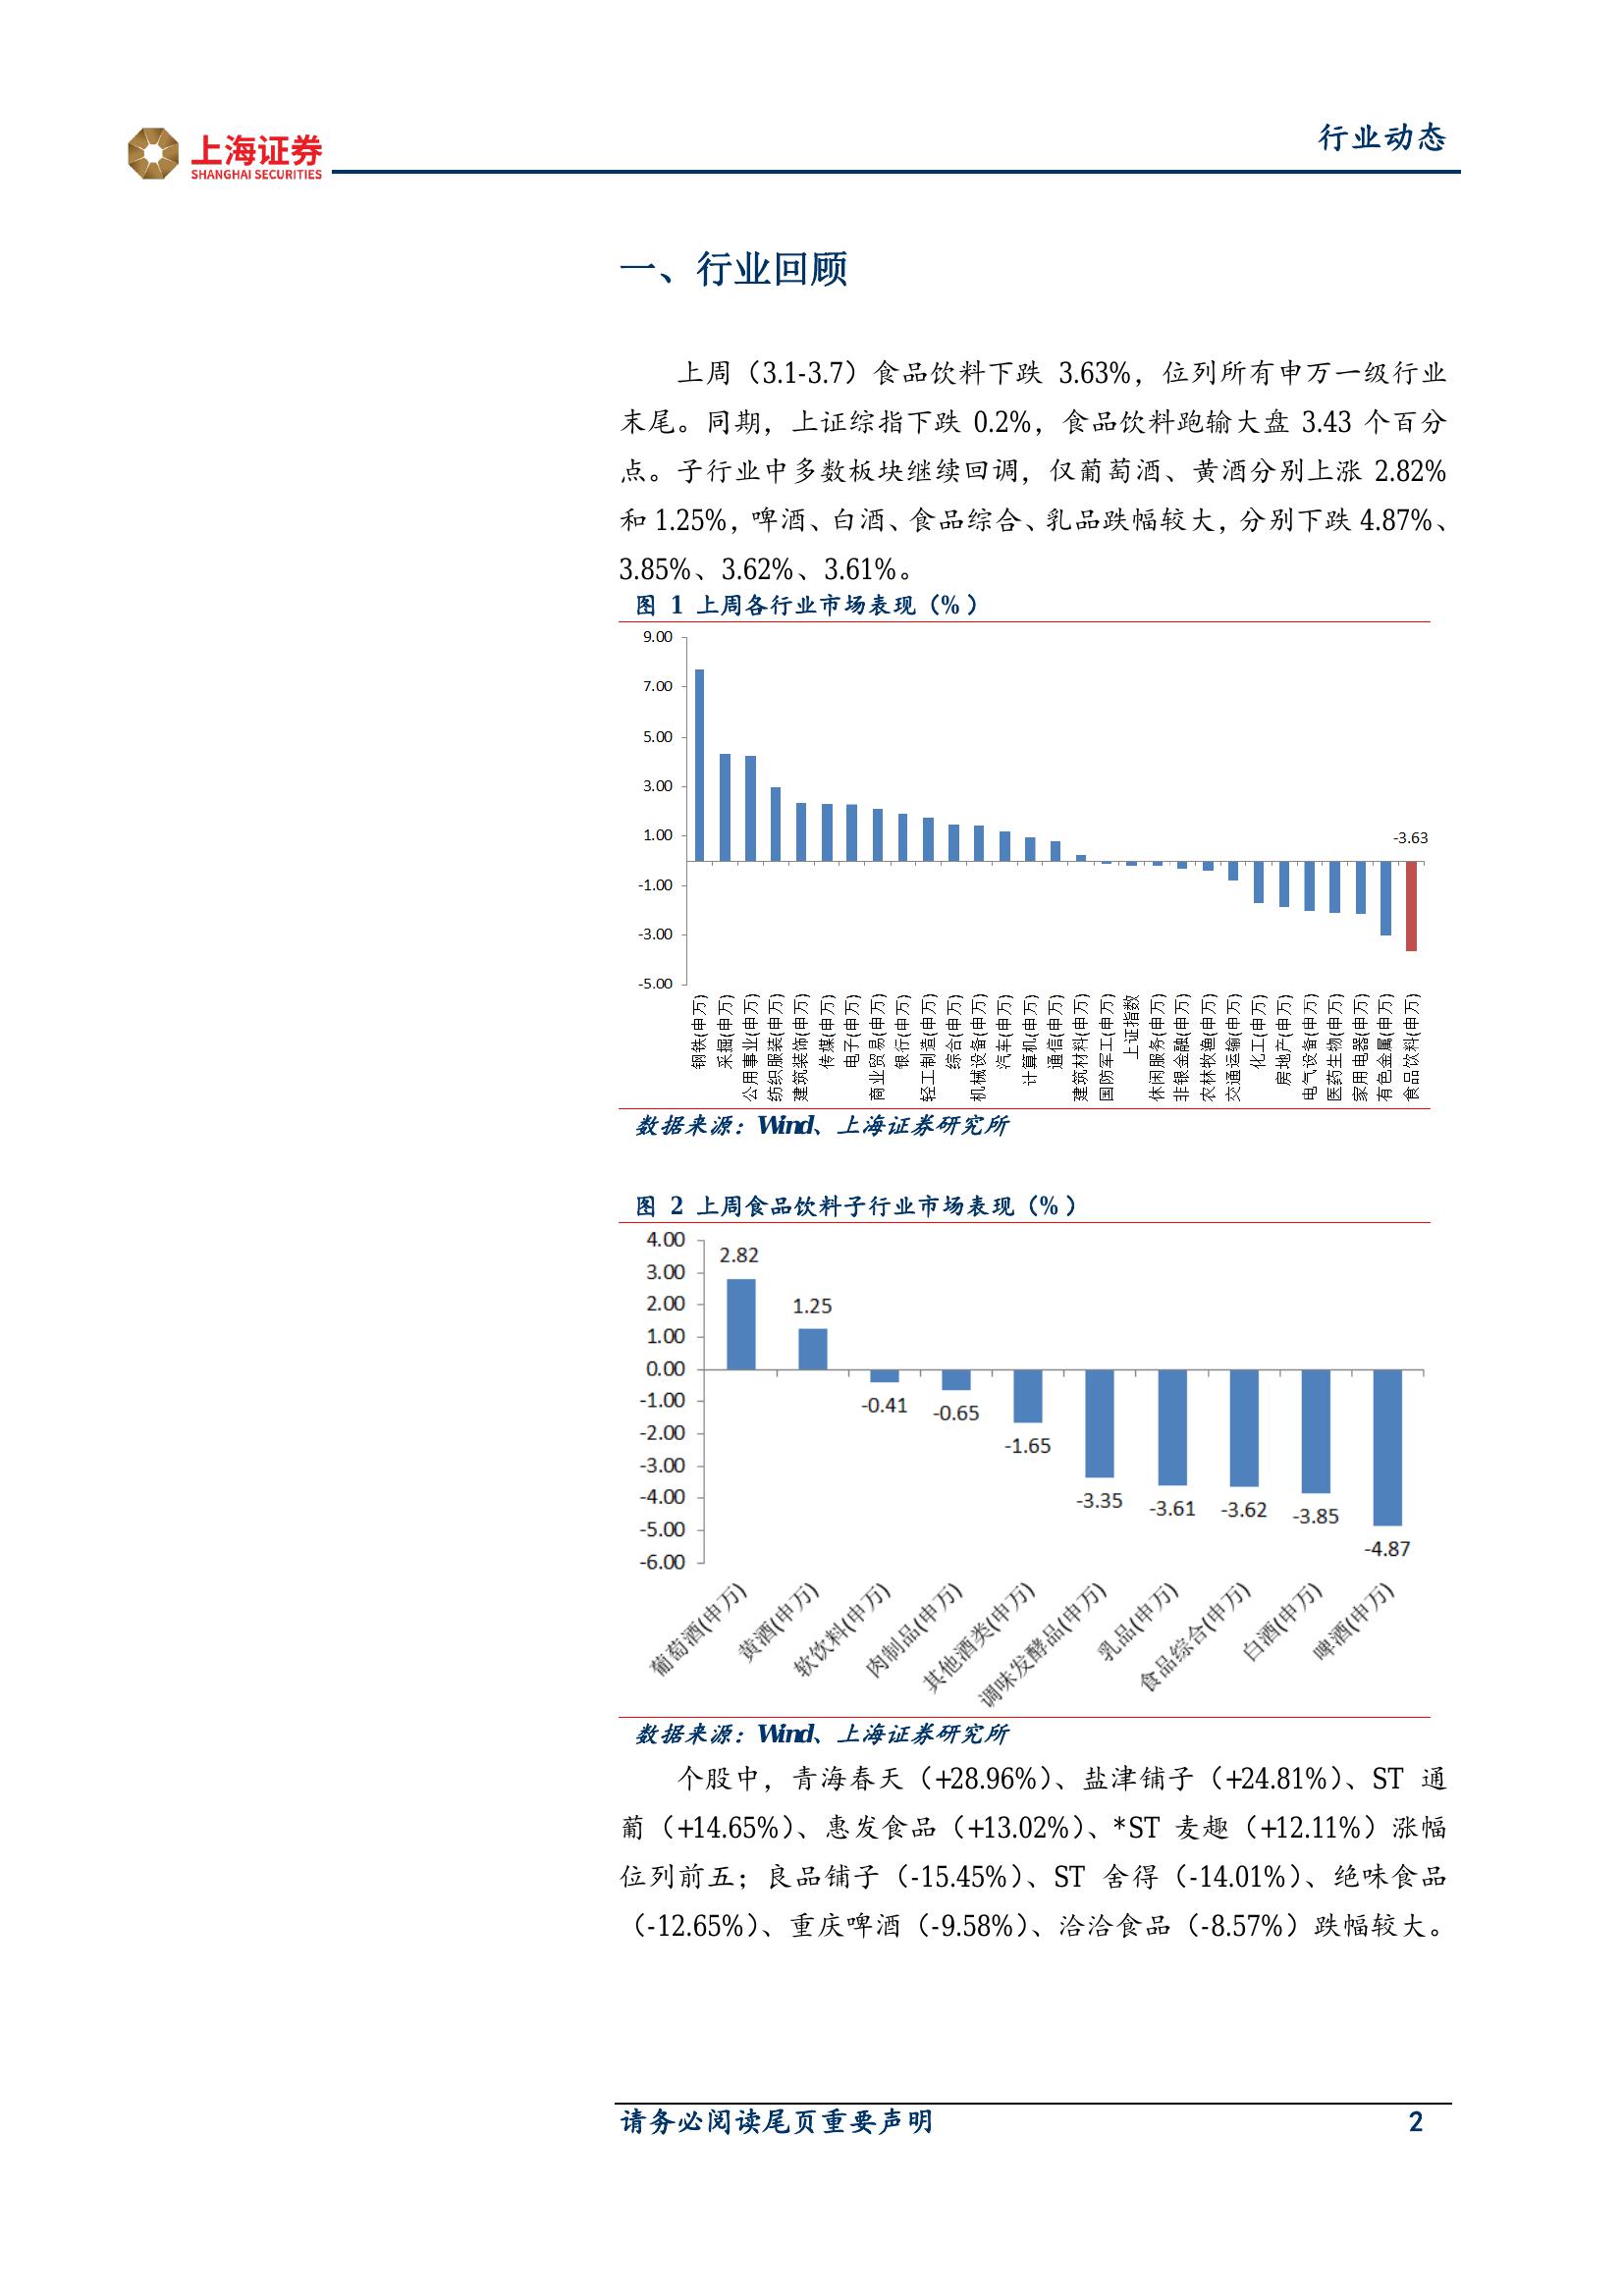 上海证券
SHANGHAI SECURITIES
行业动态
一、行业回顾
上周（3.1-3.7）食品饮料下跌 3.63%，位列所有申万一级行业
末尾。同期，上证综指下跌 0.2%，食品饮料跑输大盘 3.43 个百分
点。子行业中多数板块继续回调，仅葡萄酒、黄酒分别上涨 2.82%
和 1.25%，啤酒、白酒、食品综合、乳品跌幅较大，分别下跌 4.87%、
3.85%、3.62%、3.61%。
图 1 上周各行业市场表现（%）
9.00
7.00
5.00
3.00
1.00
-1.00
-3.00
-5.00
-3.63
钢铁(申万)
采掘(申万)
公用事业(申万)
纺织服装(申万)
建筑装饰(申万)
传媒(申万)
电子(申万)
商业贸易(申万)
银行(申万)
轻工制造(申万)
综合(申万)
机械设备(申万)
汽车(申万)
计算机(申万)
通信(申万)
建筑材料(申万)
国防军工(申万)
上证指数
休闲服务(申万)
非银金融(申万)
农林牧渔(申万)
交通运输(申万)
化工(申万)
房地产(申万)
电气设备(申万)
医药生物(申万)
家用电器(申万)
有色金属(申万)
食品饮料(申万)
数据来源：Wind、上海证券研究所
图 2 上周食品饮料子行业市场表现（%）
4.00
3.00
2.00
1.00
0.00
-1.00
-2.00
-3.00
-4.00
-5.00
-6.00
2.82
1.25
-0.41
-0.65
-1.65
-3.35
-3.61
-3.62
-3.85
-4.87
葡萄酒(申万)
黄酒(申万)
软饮料(申万)
肉制品(申万)
其他酒类(申万)
调味发酵品(申万)
乳品(申万)
食品综合(申万)
白酒(申万)
啤酒(申万)
数据来源：Wind、上海证券研究所
个股中，青海春天（+28.96%）、盐津铺子（+24.81%）、ST 通
葡（+14.65%）、惠发食品（+13.02%）、*ST 麦趣（+12.11%）涨幅
位列前五；良品铺子（-15.45%）、ST 舍得（-14.01%）、绝味食品
（-12.65%）、重庆啤酒（-9.58%）、洽洽食品（-8.57%）跌幅较大。
请务必阅读尾页重要声明
2